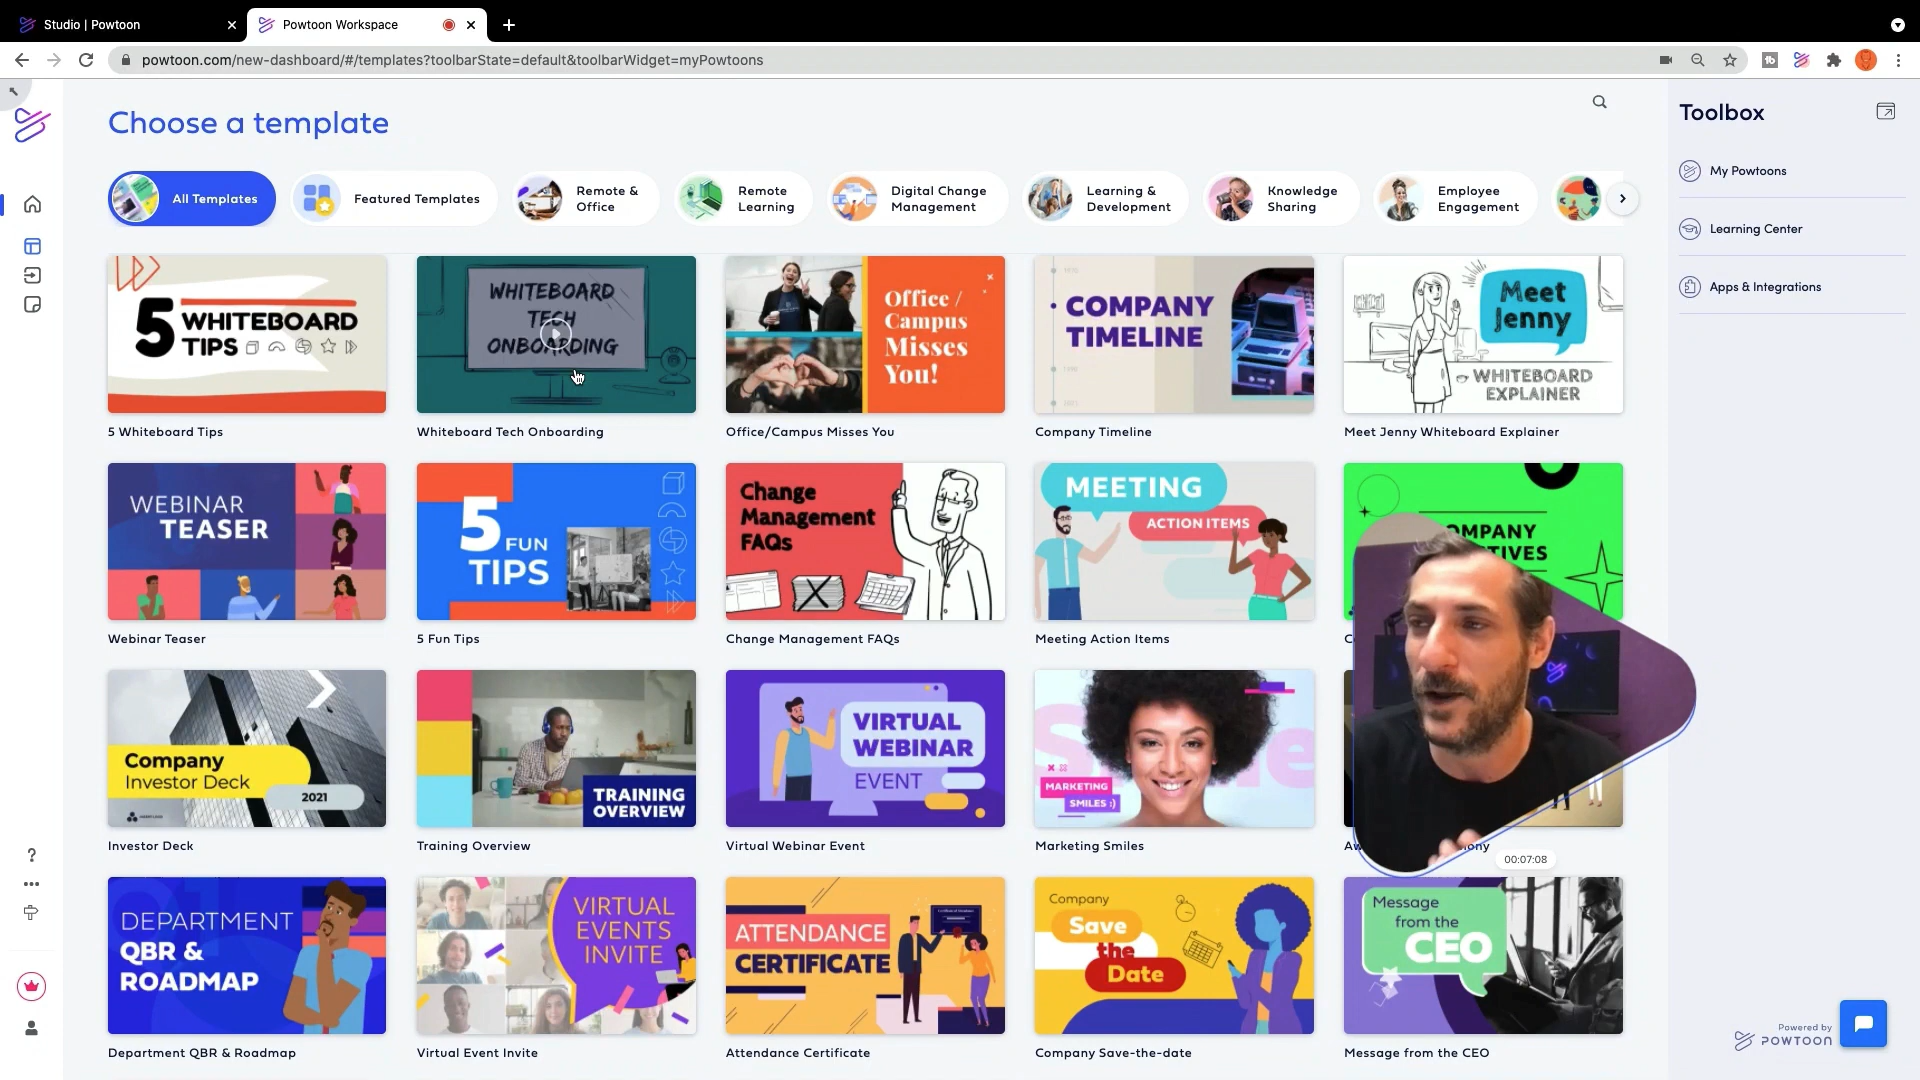 Studio | Powtoon
Powtoon Workspace
powtoon.com/new-dashboard/#/templates?toolbarState=default&toolbarWidget=myPowtoons
Choose a template
All Templates
Featured Templates
Remote &
Office
Remote
Learning
Digital Change
Management
Learning &
Development
Knowledge
Sharing
Employee
Engagement
Toolbox
My Powtoons
Learning Center
Apps & Integrations
5 WHITEBOARD
TIPS
5 Whiteboard Tips
WHITEBOARD
TECH
ONBOARDING
Whiteboard Tech Onboarding
Office /
Campus
Misses
You!
Office/Campus Misses You
COMPANY
TIMELINE
Company Timeline
Meet
Jenny
WHITEBOARD
EXPLAINER
Meet Jenny Whiteboard Explainer
WEBINAR
TEASER
Webinar Teaser
5 FUN
TIPS
5 Fun Tips
Change
Management
FAQs
Change Management FAQs
MEETING
ACTION ITEMS
Meeting Action Items
Company
Investor Deck
2021
Investor Deck
TRAINING
OVERVIEW
Training Overview
VIRTUAL
WEBINAR
EVENT
Virtual Webinar Event
MARKETING
SMILES :)
Marketing Smiles
00:07:08
DEPARTMENT
QBR &
ROADMAP
Department QBR & Roadmap
VIRTUAL
EVENTS
INVITE
Virtual Event Invite
ATTENDANCE
CERTIFICATE
Attendance Certificate
Company
Save
the
Date
Company Save-the-date
Message
from the
CEO
Message from the CEO
Powered by
POWTOON